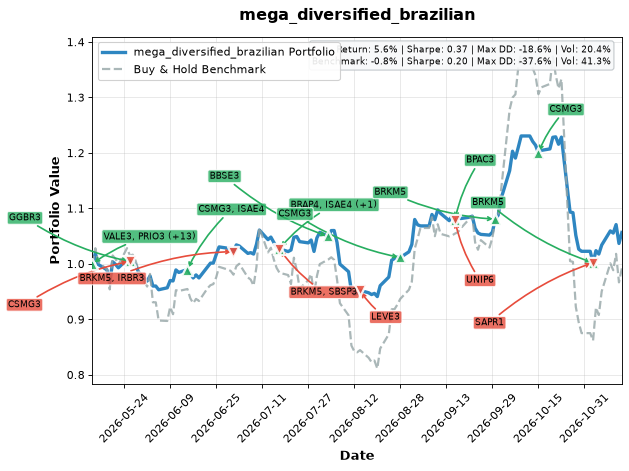 mega_diversified_brazilian
mega_diversified_brazilian Portfolio
Buy & Hold Benchmark
Return: 5.6% | Sharpe: 0.37 | Max DD: -18.6% | Vol: 20.4%
Benchmark: -0.8% | Sharpe: 0.20 | Max DD: -37.6% | Vol: 41.3%
1.4
1.3
1.2
1.1
1.0
0.9
0.8
Portfolio Value
CSMG3
BPAC3
BBSE3
BRKM5
BRAP4, ISAE4 (+1)
BRKM5
CSMG3, ISAE4
CSMG3
GGBR3
VALE3, PRIO3 (+13)
BRKM5, IRBR3
UNIP6
BRKM5, SBSP3
CSMG3
LEVE3
SAPR1
2026-05-24
2026-06-09
2026-06-25
2026-07-11
2026-07-27
2026-08-12
2026-08-28
2026-09-13
2026-09-29
2026-10-15
2026-10-31
Date